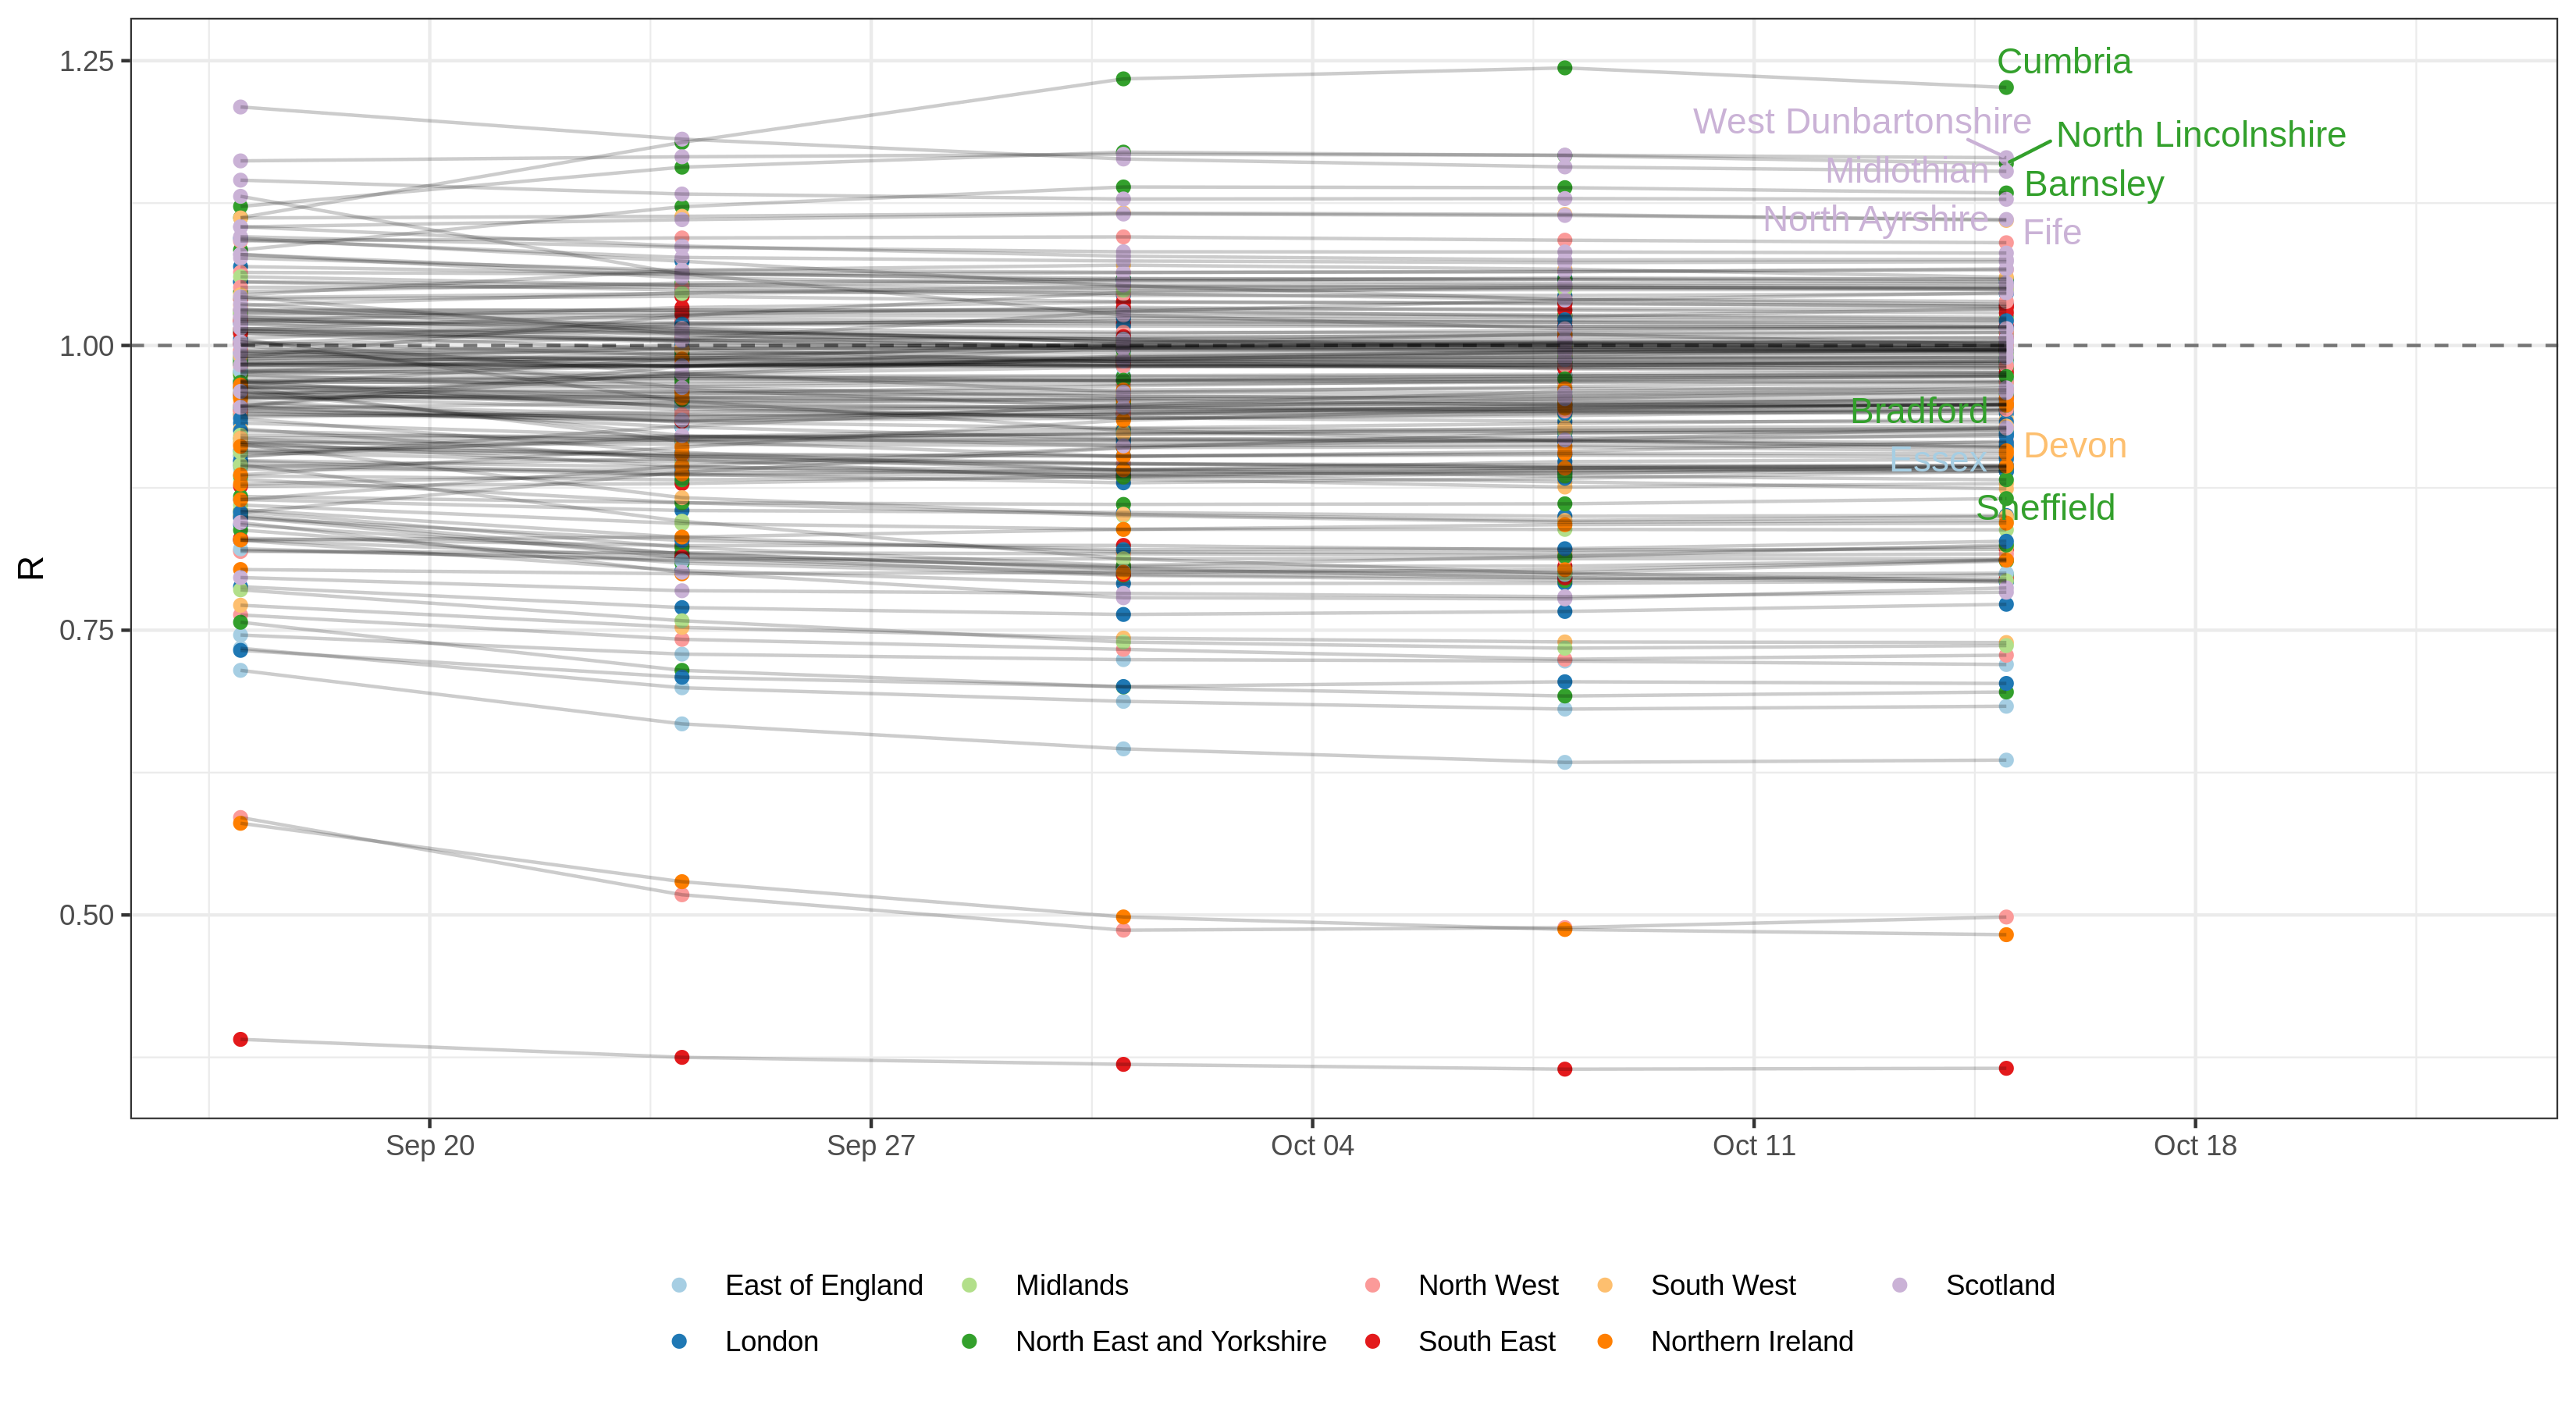 1.25
1.00
0.75
0.50
R
Cumbria
West Dunbartonshire
North Lincolnshire
Midlothian
Barnsley
North Ayrshire
Fife
Bradford
Devon
Essex
Sheffield
Sep 20
Sep 27
Oct 04
Oct 11
Oct 18
East of England
Midlands
North West
South West
Scotland
London
North East and Yorkshire
South East
Northern Ireland